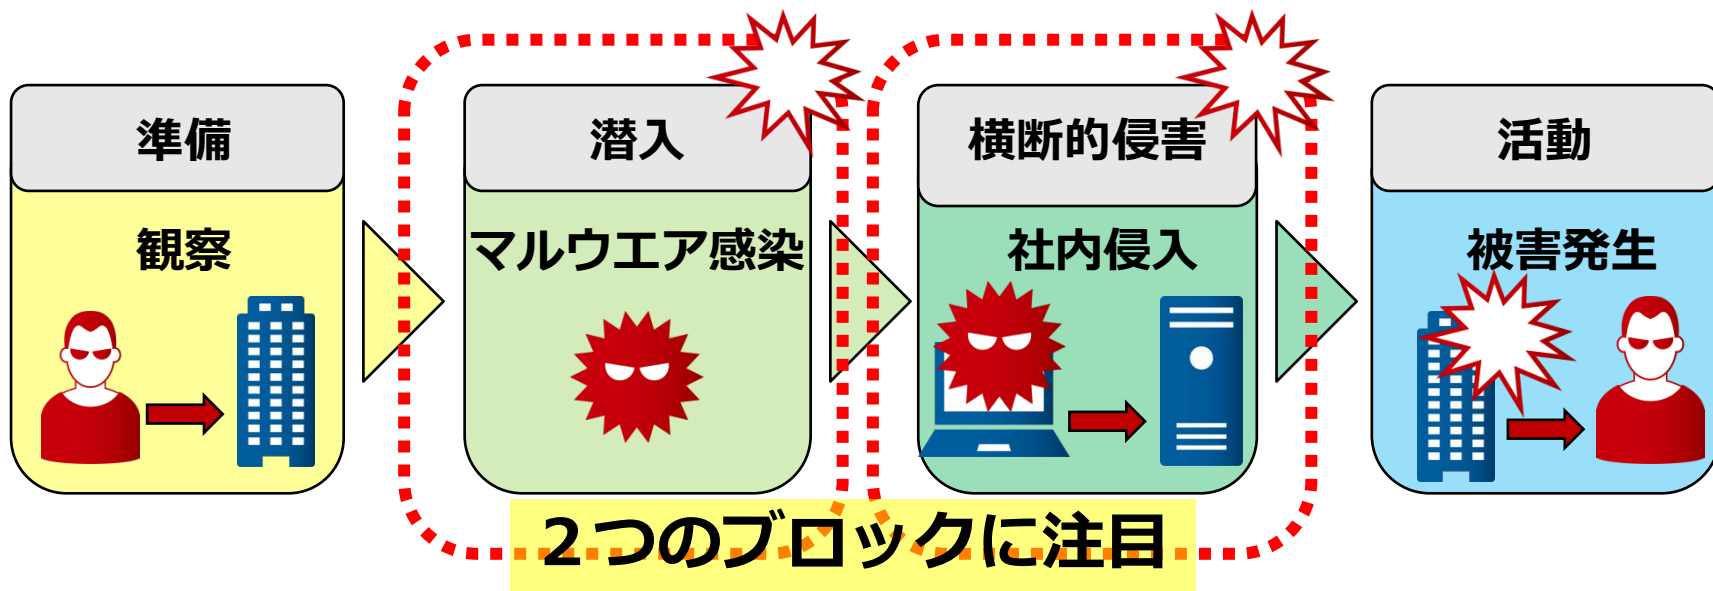 準備
観察
潜入
マルウエア感染
横断的侵害
社内侵入
活動
被害発生
２つのブロックに注目